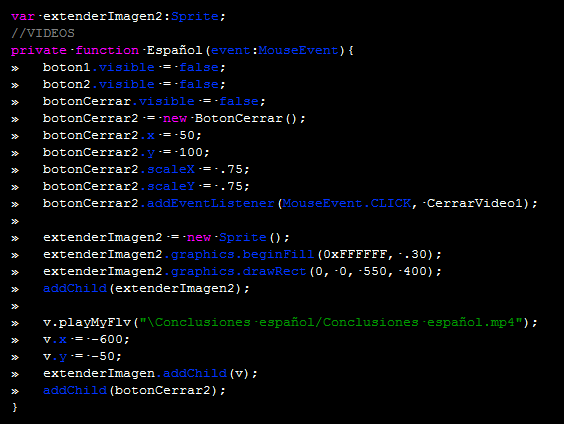 var extenderImagen2:Sprite;
//VIDEOS
private function Español(event:MouseEvent){
» boton1.visible = false;
» boton2.visible = false;
» botonCerrar.visible = false;
» botonCerrar2 = new BotonCerrar();
» botonCerrar2.x = 50;
» botonCerrar2.y = 100;
» botonCerrar2.scaleX = .75;
» botonCerrar2.scaleY = .75;
» botonCerrar2.addEventListener(MouseEvent.CLICK, CerrarVideo1);
»
» extenderImagen2 = new Sprite();
» extenderImagen2.graphics.beginFill(0xFFFFFF, .30);
» extenderImagen2.graphics.drawRect(0, 0, 550, 400);
» addChild(extenderImagen2);
»
» v.playMyFlv("\Conclusiones español/Conclusiones español.mp4");
» v.x = -600;
» v.y = -50;
» extenderImagen.addChild(v);
» addChild(botonCerrar2);
}